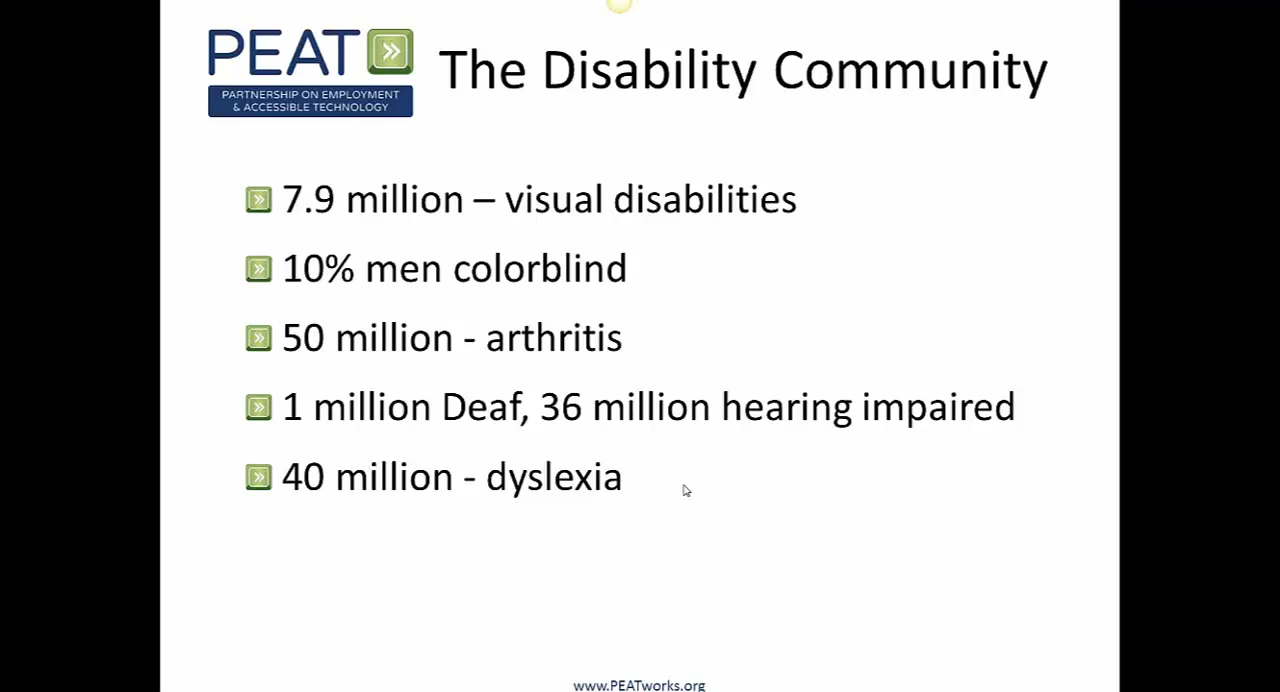 PEAT
PARTNERSHIP ON EMPLOYMENT
& ACCESSIBLE TECHNOLOGY
The Disability Community
7.9 million – visual disabilities
10% men colorblind
50 million - arthritis
1 million Deaf, 36 million hearing impaired
40 million - dyslexia
www.PEATworks.org